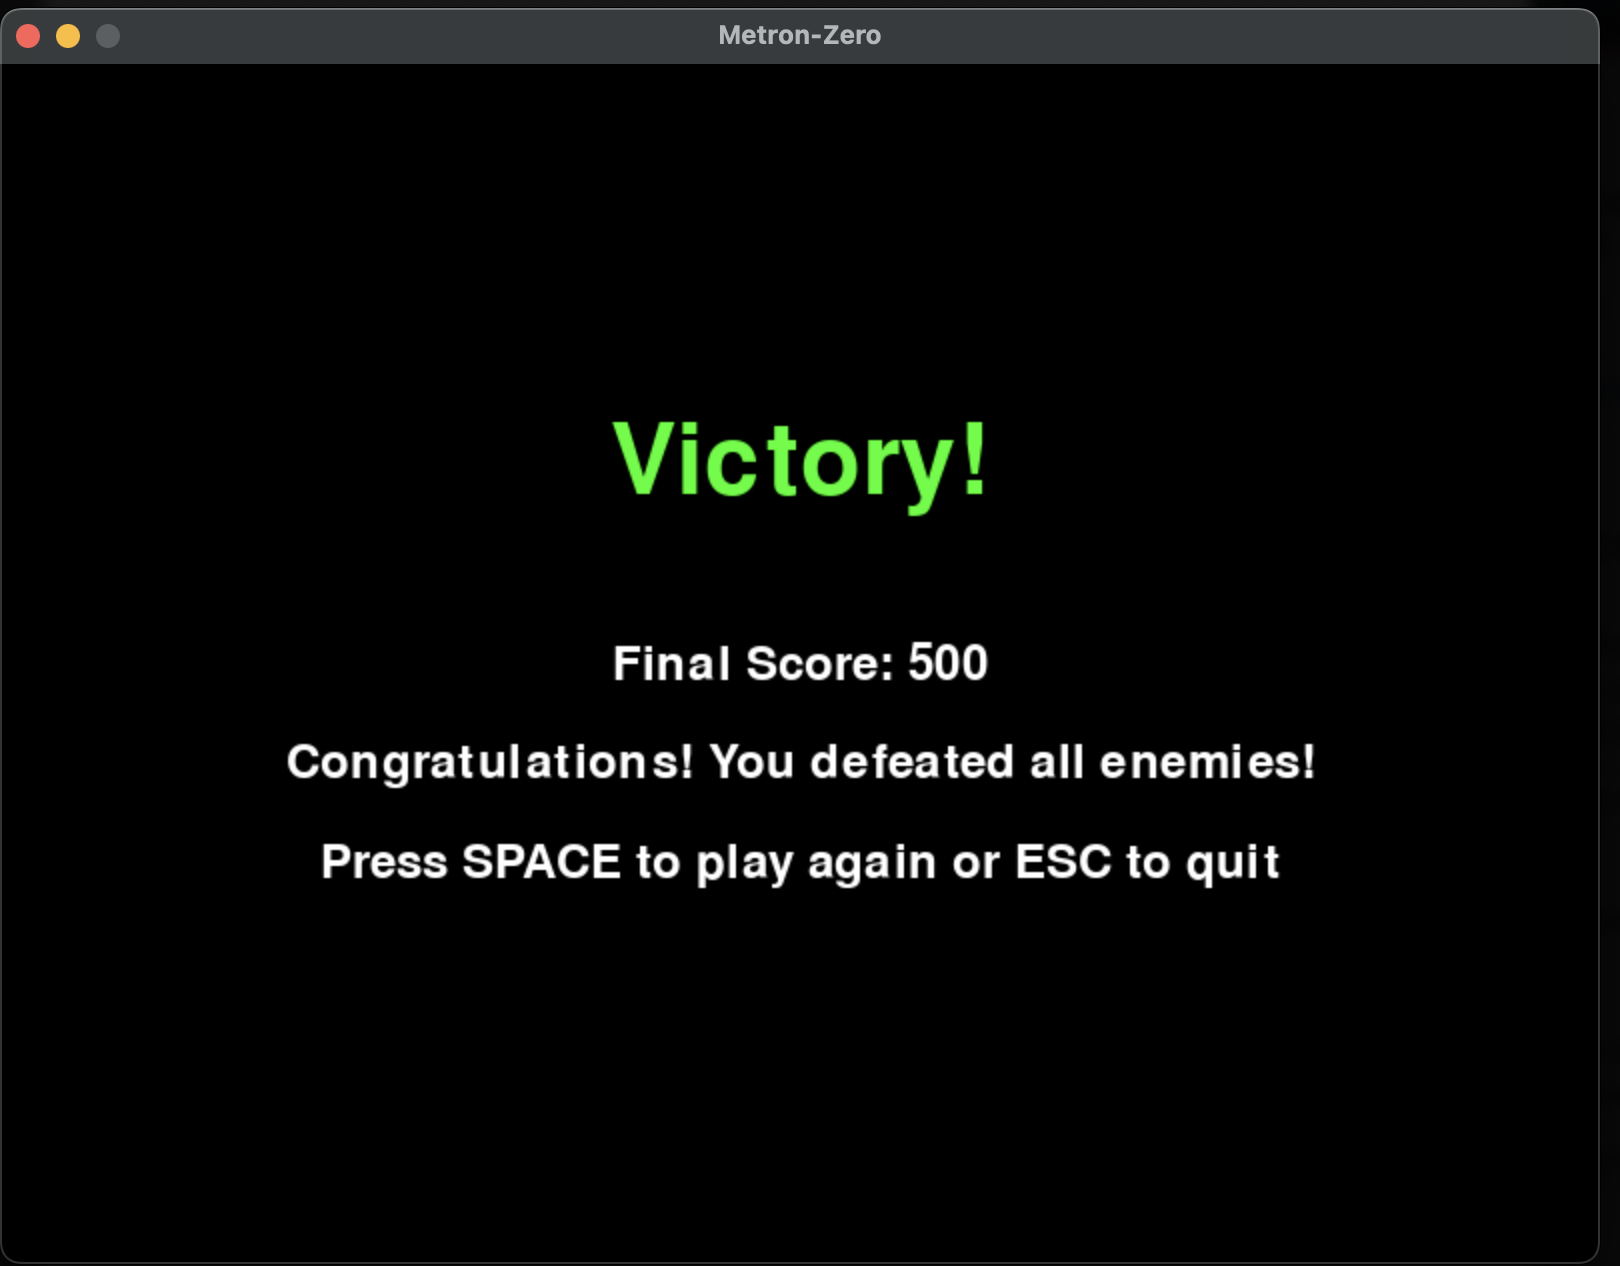 Metron-Zero
Victory!
Final Score: 500
Congratulations! You defeated all enemies!
Press SPACE to play again or ESC to quit